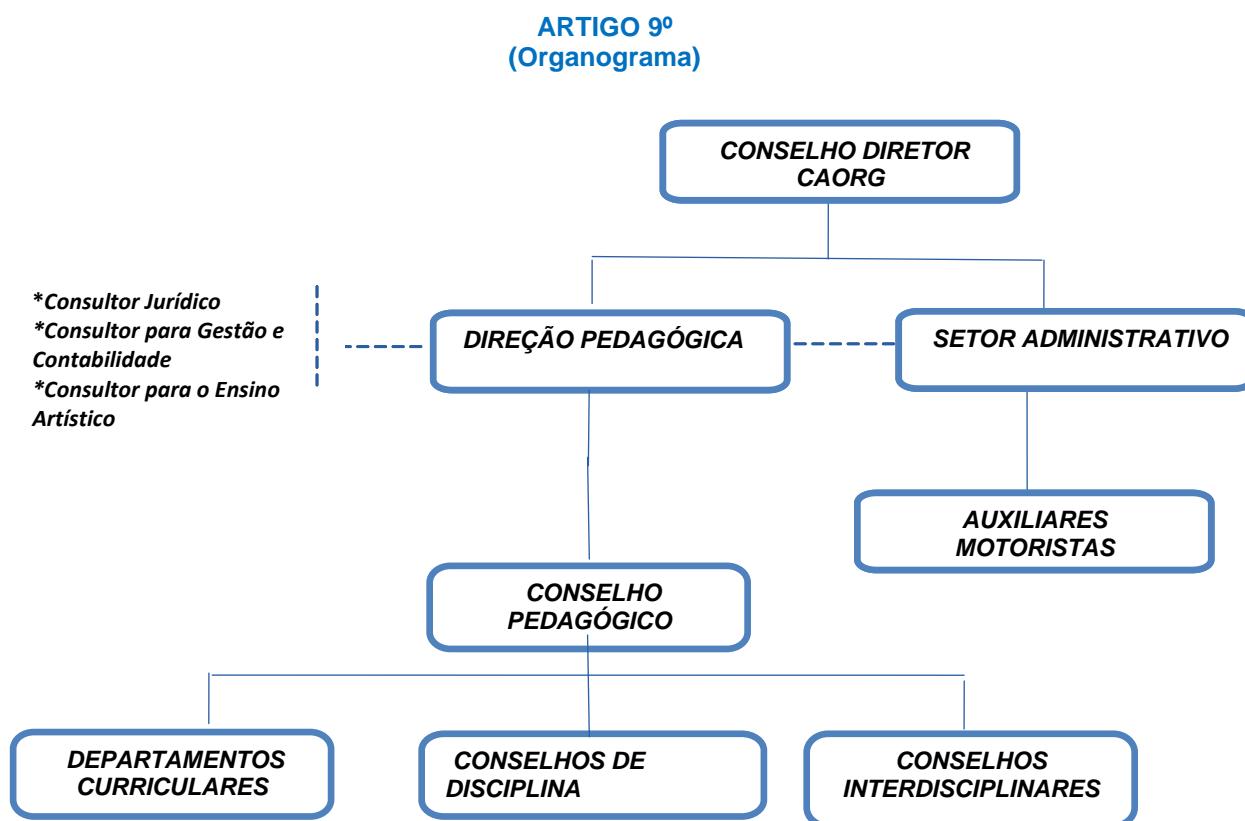 ARTIGO 9º
(Organograma)
CONSELHO DIRETOR
CAORG
*Consultor Jurídico
*Consultor para Gestão e
Contabilidade
*Consultor para o Ensino
Artístico
DIREÇÃO PEDAGÓGICA
SETOR ADMINISTRATIVO
AUXILIARES
MOTORISTAS
CONSELHO
PEDAGÓGICO
DEPARTAMENTOS
CURRICULARES
CONSELHOS DE
DISCIPLINA
CONSELHOS
INTERDISCIPLINARES